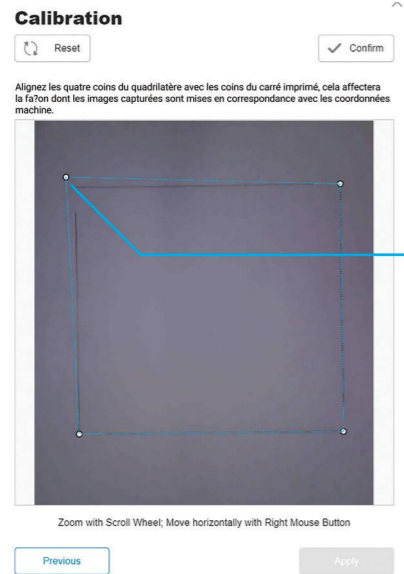 Calibration
Reset
Confirm
Alignez les quatre coins du quadrilatère avec les coins du carré imprimé, cela affectera
la fa?on dont les images capturées sont mises en correspondance avec les coordonnées
machine.
Zoom with Scroll Wheel; Move horizontally with Right Mouse Button
Previous
Apply